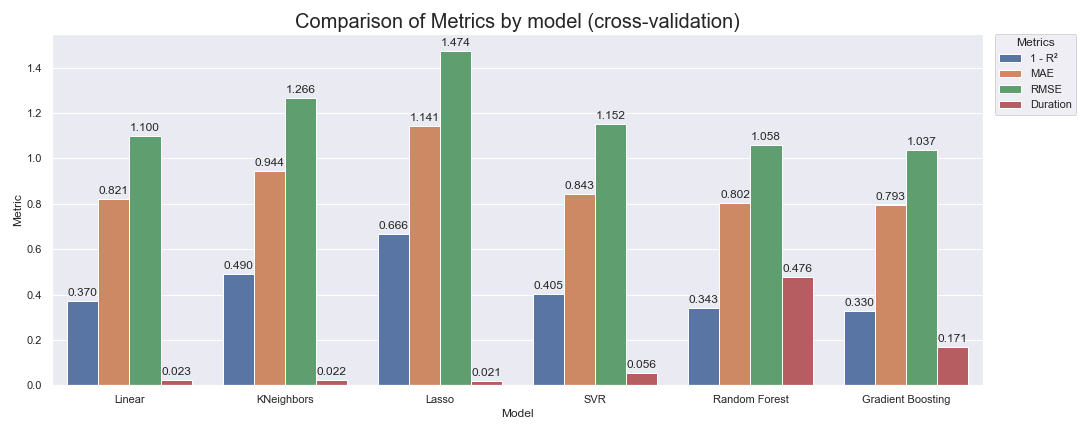 Comparison of Metrics by model (cross-validation)
Metrics
1 - R²
MAE
RMSE
Duration
Metric
1.4
1.2
1.0
0.8
0.6
0.4
0.2
0.0
0.370
0.821
1.100
0.023
0.490
0.944
1.266
0.022
0.666
1.141
1.474
0.021
0.405
0.843
1.152
0.056
0.343
0.802
1.058
0.476
0.330
0.793
1.037
0.171
Linear
KNeighbors
Lasso
SVR
Random Forest
Gradient Boosting
Model